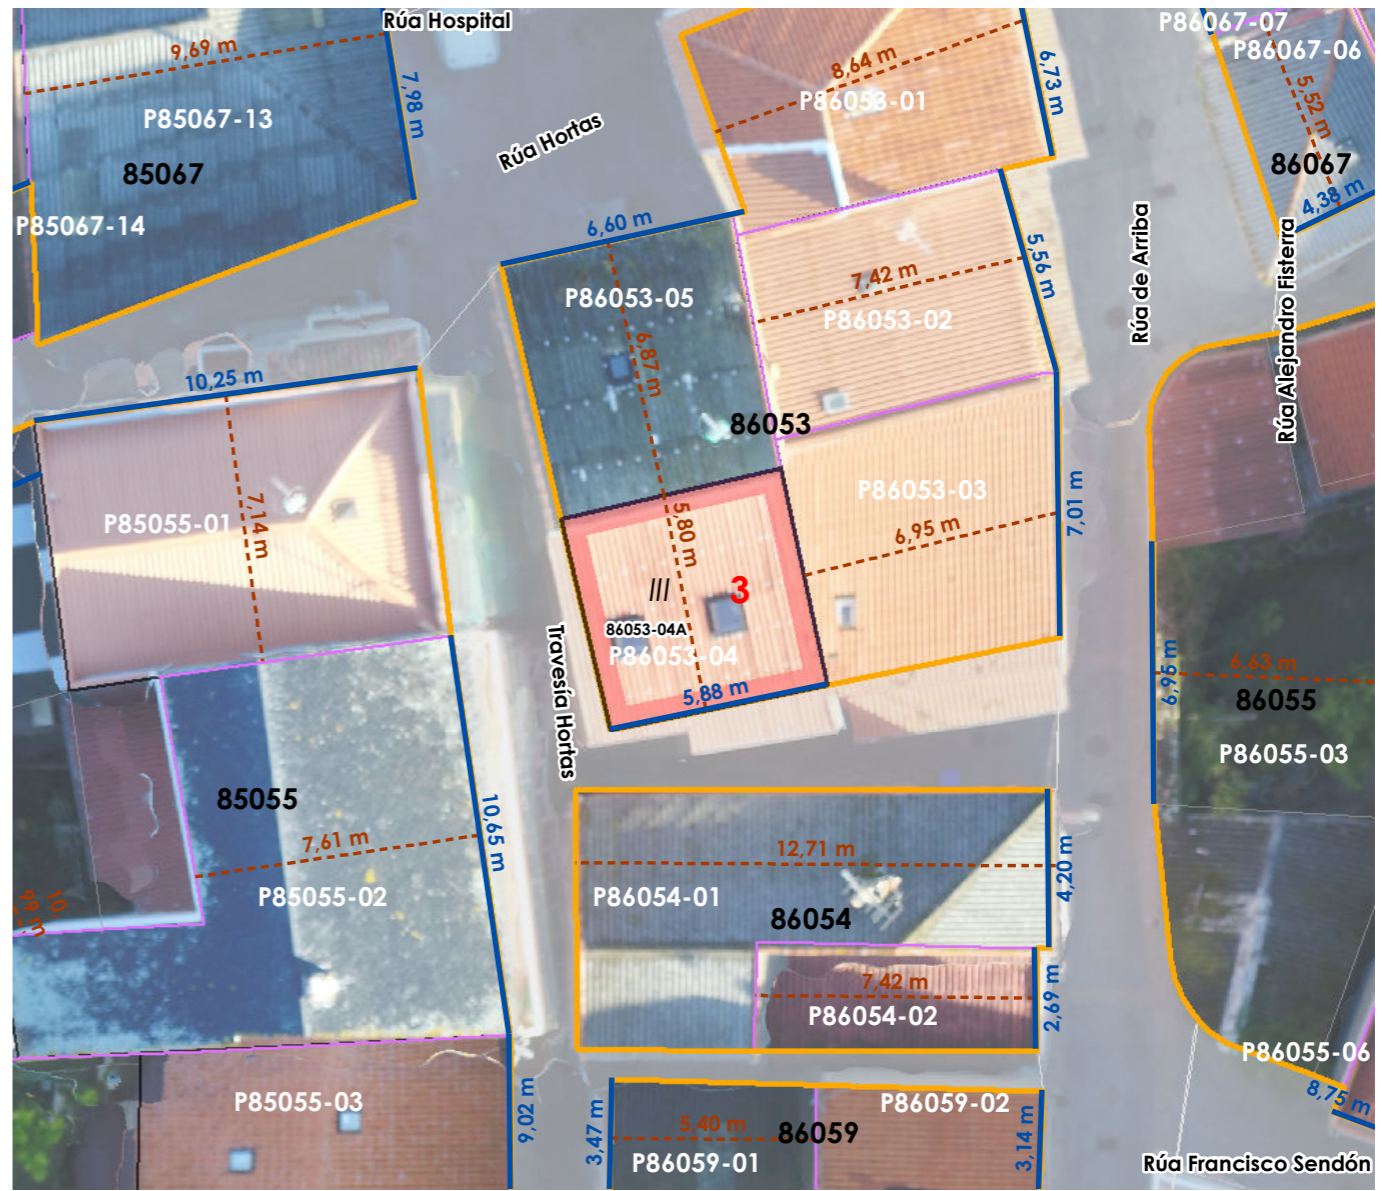 Rúa Hospital
P86067-07
P86067-06
9,69 m
7,98 m
8,64 m
6,73 m
5,52 m
P85067-13
P86053-01
Rúa Hortas
85067
86067
4,38 m
P85067-14
6,60 m
5,56 m
Rúa de Arriba
Rúa Alejandro Fisterra
P86053-05
7,42 m
P86053-02
6,87 m
10,25 m
86053
P86053-03
7,01 m
P85055-01
7,14 m
5,80 m
6,95 m
///
3
86053-04A
P86053-04
Travesía Hortas
5,88 m
6,95 m
6,63 m
86055
P86055-03
85055
10,65 m
7,61 m
P85055-02
12,71 m
4,20 m
P86054-01
86054
10,
99 m
7,42 m
P86054-02
2,69 m
P86055-06
8,75 m
P85055-03
9,02 m
3,47 m
P86059-02
5,40 m
86059
3,14 m
P86059-01
Rúa Francisco Sendón